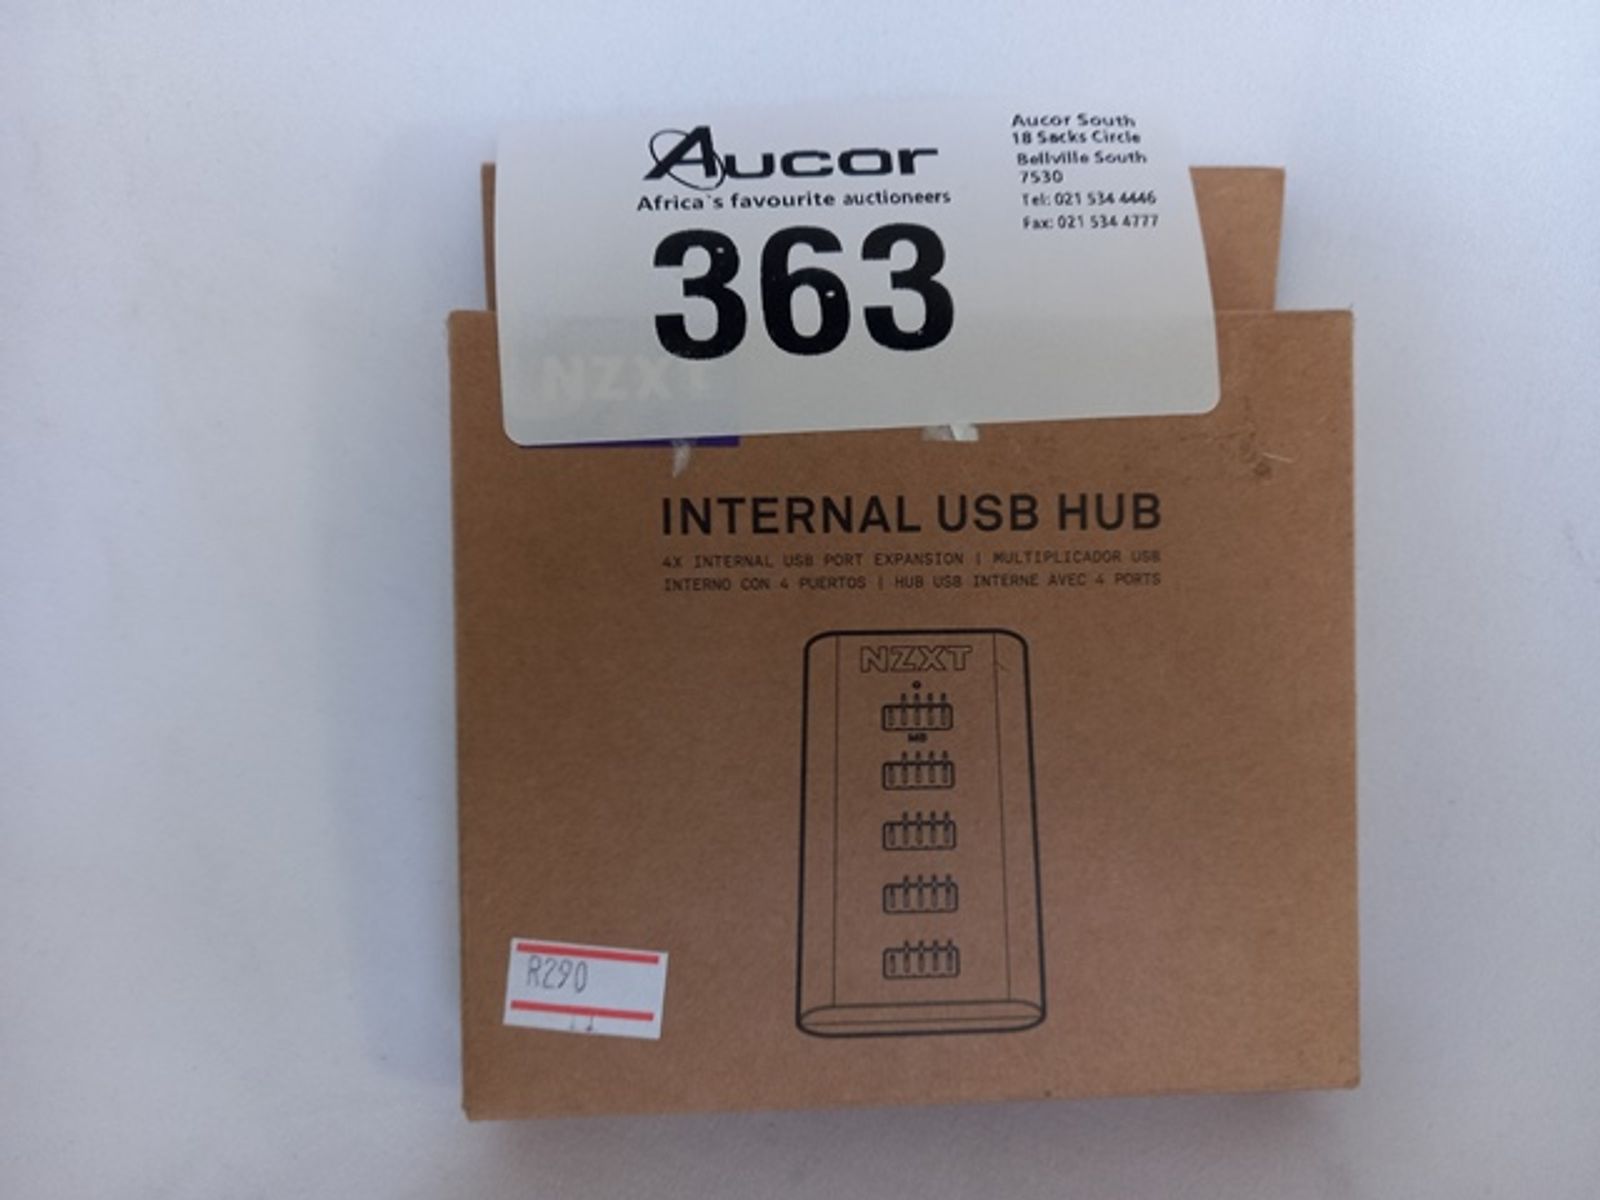 Aucor
Africa's favourite auctioneers
363
Aucor South
18 Sacks Circle
Bellville South
7530
Tel: 021 534 4446
Fax: 021 534 4777
NZXT
INTERNAL USB HUB
4X INTERNAL USB PORT EXPANSION | MULTIPLICADOR USB
INTERNO CON 4 PUERTOS | HUB USB INTERNE AVEC 4 PORTS
NZXT
MB
R290